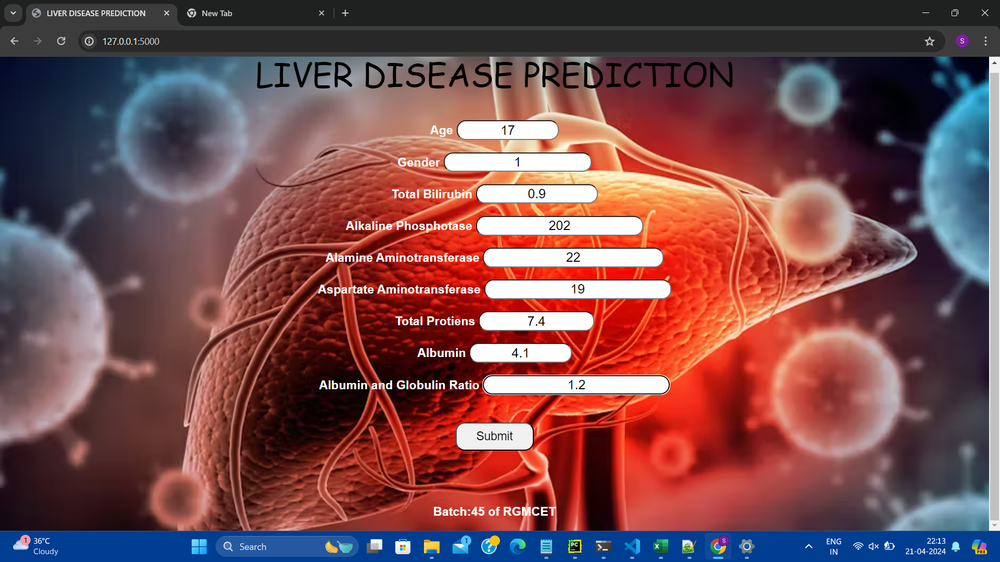 LIVER DISEASE PREDICTION
New Tab
127.0.0.1:5000
S
LIVER DISEASE PREDICTION
Age 17
Gender 1
Total Bilirubin 0.9
Alkaline Phosphotase 202
Alamine Aminotransferase 22
Aspartate Aminotransferase 19
Total Protiens 7.4
Albumin 4.1
Albumin and Globulin Ratio 1.2
Submit
Batch:45 of RGMCET
1
36°C
Cloudy
Search
1
PC
S
ENG
IN
22:13
21-04-2024
PRE